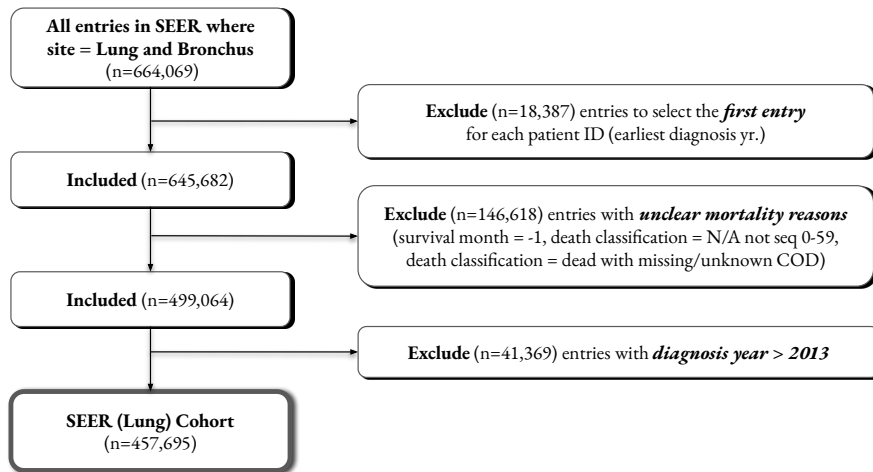 All entries in SEER where
site = Lung and Bronchus
(n=664,069)
Exclude (n=18,387) entries to select the first entry
for each patient ID (earliest diagnosis yr.)
Included (n=645,682)
Exclude (n=146,618) entries with unclear mortality reasons
(survival month = -1, death classification = N/A not seq 0-59,
death classification = dead with missing/unknown COD)
Included (n=499,064)
Exclude (n=41,369) entries with diagnosis year > 2013
SEER (Lung) Cohort
(n=457,695)